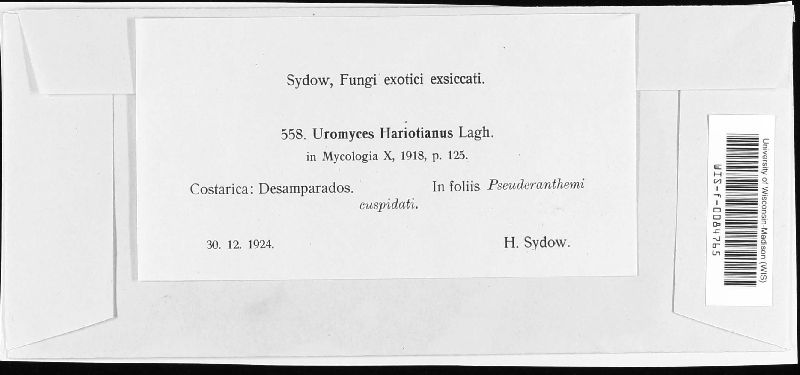 Sydow, Fungi exotici exsiccati.
558. Uromyces Hariotianus Lagh.
in Mycologia X, 1918, p. 125.
Costarica: Desamparados. In foliis Pseuderanthemi
cuspidati.
30. 12. 1924. H. Sydow.
University of Wisconsin-Madison (WIS)
WIS-f-0084765